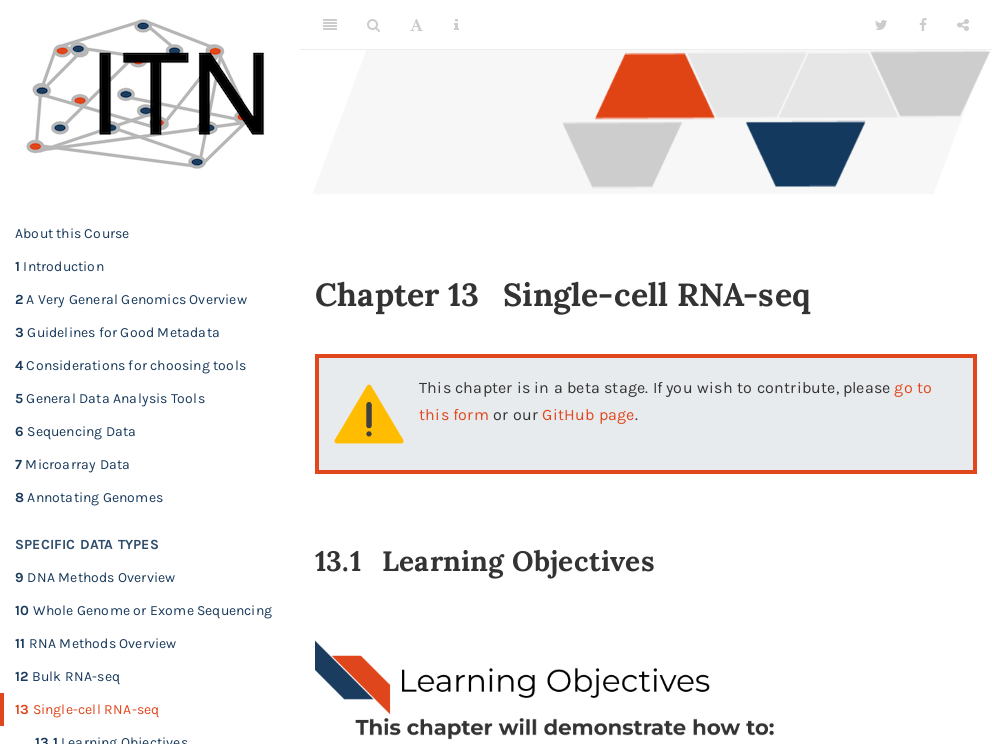 ITN
About this Course
1 Introduction
2 A Very General Genomics Overview
3 Guidelines for Good Metadata
4 Considerations for choosing tools
5 General Data Analysis Tools
6 Sequencing Data
7 Microarray Data
8 Annotating Genomes
SPECIFIC DATA TYPES
9 DNA Methods Overview
10 Whole Genome or Exome Sequencing
11 RNA Methods Overview
12 Bulk RNA-seq
13 Single-cell RNA-seq
13.1 Learning Objectives
Chapter 13 Single-cell RNA-seq
This chapter is in a beta stage. If you wish to contribute, please go to
this form or our GitHub page.
13.1 Learning Objectives
Learning Objectives
This chapter will demonstrate how to: